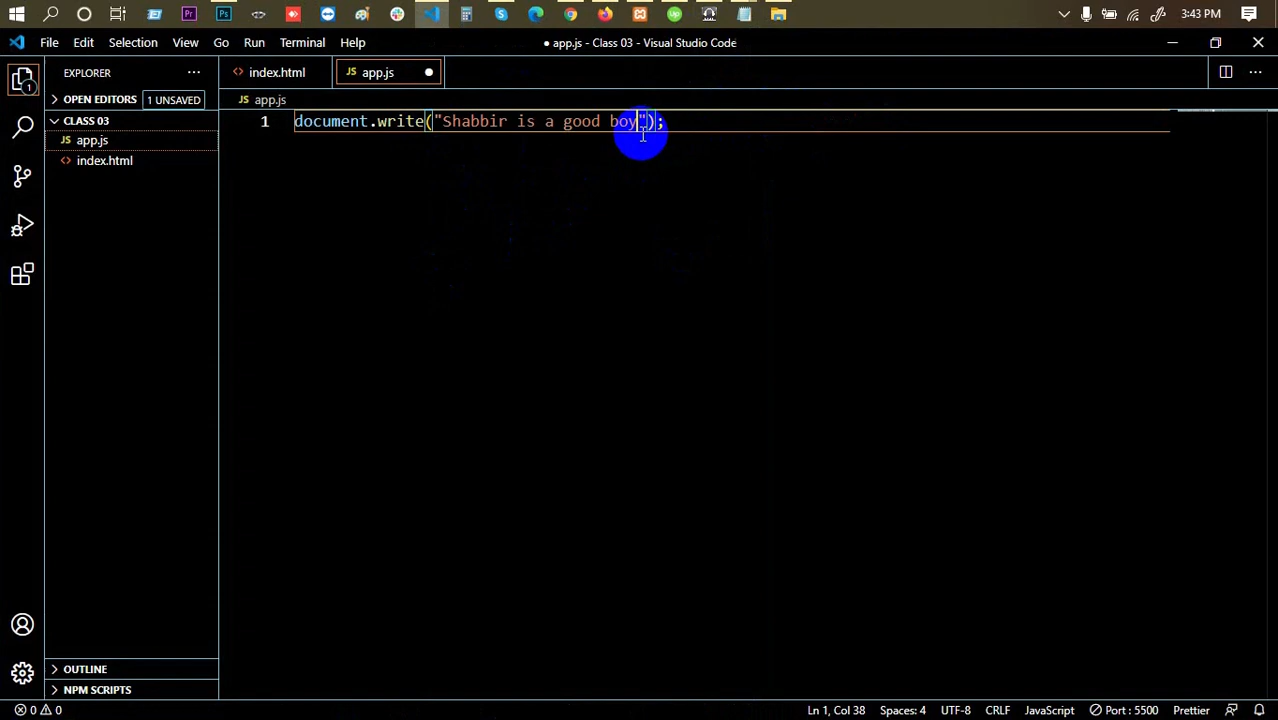 3:43 PM
File Edit Selection View Go Run Terminal Help
● app.js - Class 03 - Visual Studio Code
EXPLORER
index.html
JS app.js
OPEN EDITORS 1 UNSAVED
JS app.js
CLASS 03
1 document.write("Shabbir is a good boy");
JS app.js
index.html
OUTLINE
NPM SCRIPTS
0 0
Ln 1, Col 38 Spaces: 4 UTF-8 CRLF JavaScript Port : 5500 Prettier